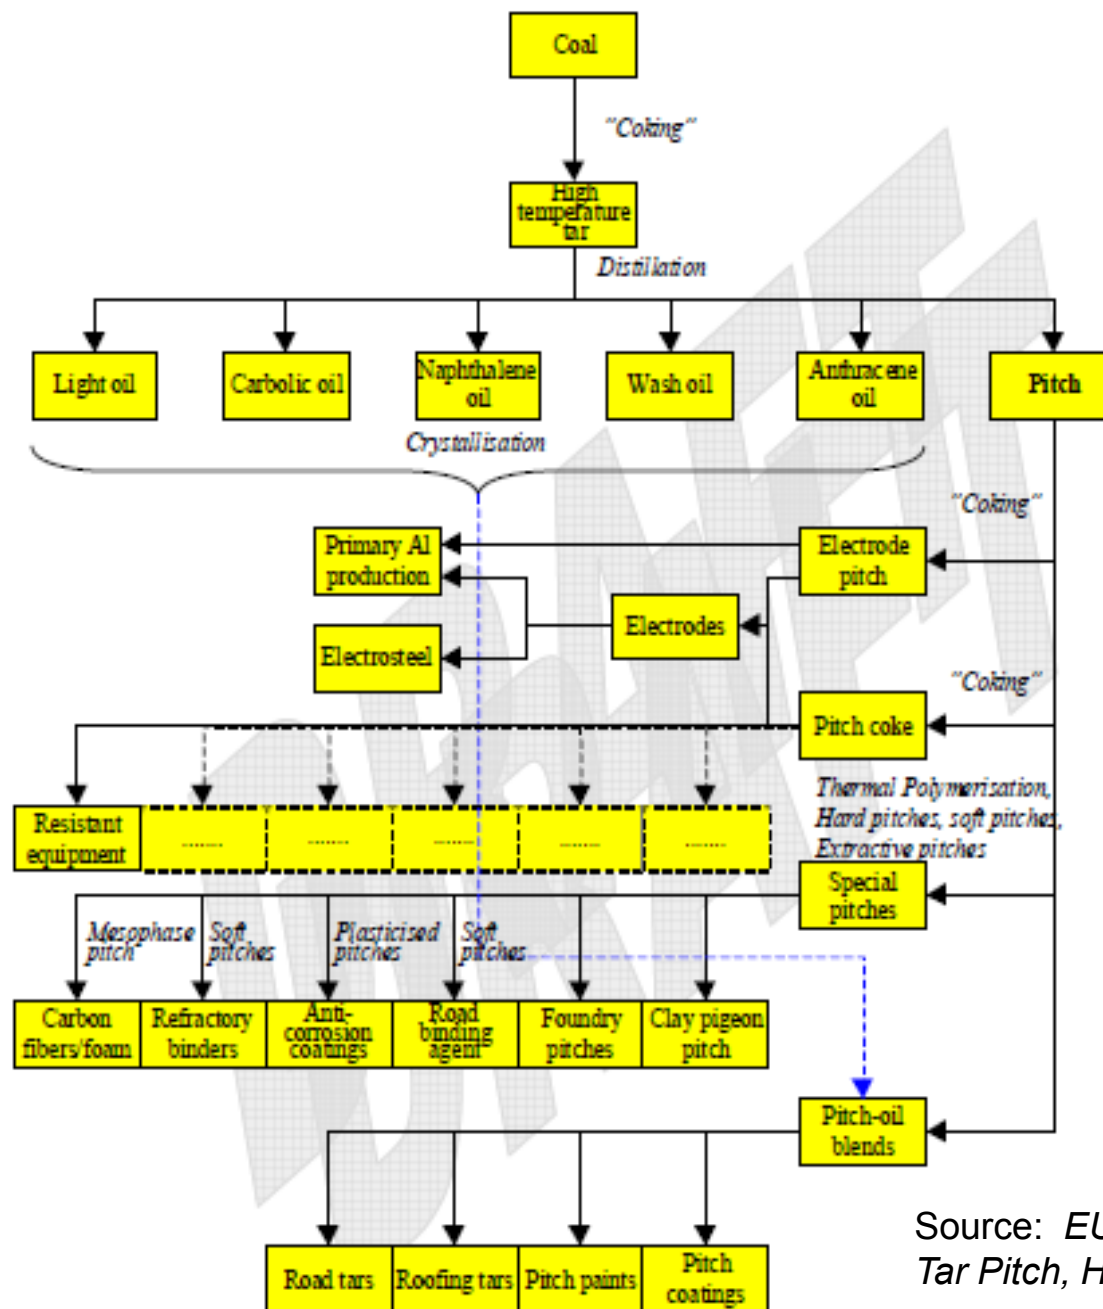 Coal
"Coking"
High
temperature
tar
Distillation
Light oil
Carbolic oil
Naphthalene
oil
Wash oil
Anthracene
oil
Pitch
Crystallisation
"Coking"
Primary Al
production
Electrode
pitch
Electrodes
Electrosteel
"Coking"
Pitch coke
Thermal Polymerisation,
Hard pitches, soft pitches,
Extractive pitches
Resistant
equipment
........
........
........
........
........
Special
pitches
Mesophase
pitch
Soft
pitches
Plasticised
pitches
Soft
pitches
Carbon
fibers/foam
Refractory
binders
Anti-
corrosion
coatings
Road
binding
agent
Foundry
pitches
Clay pigeon
pitch
Pitch-oil
blends
Road tars
Roofing tars
Pitch paints
Pitch
coatings
Source: EU
Tar Pitch, H
DRAFT